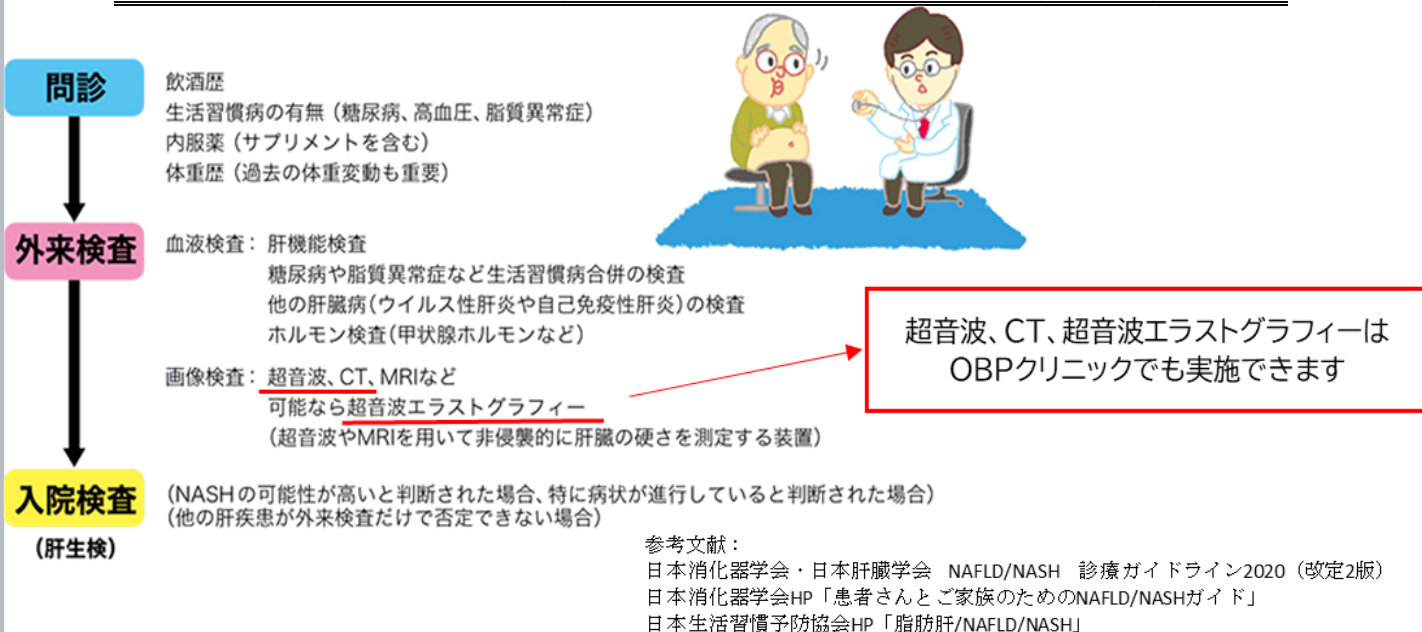 問診
飲酒歴
生活習慣病の有無（糖尿病、高血圧、脂質異常症）
内服薬（サプリメントを含む）
体重歴（過去の体重変動も重要）
外来検査
血液検査： 肝機能検査
糖尿病や脂質異常症など生活習慣病合併の検査
他の肝臓病（ウイルス性肝炎や自己免疫性肝炎）の検査
ホルモン検査（甲状腺ホルモンなど）
画像検査： 超音波、CT、MRIなど
可能なら超音波エラストグラフィー
（超音波やMRIを用いて非侵襲的に肝臓の硬さを測定する装置）
超音波、CT、超音波エラストグラフィーは
OBPクリニックでも実施できます
入院検査
（肝生検）
（NASHの可能性が高いと判断された場合、特に病状が進行していると判断された場合）
（他の肝疾患が外来検査だけで否定できない場合）
参考文献：
日本消化器学会・日本肝臓学会 NAFLD/NASH 診療ガイドライン2020（改定2版）
日本消化器学会HP「患者さんとご家族のためのNAFLD/NASHガイド」
日本生活習慣予防協会HP「脂肪肝/NAFLD/NASH」